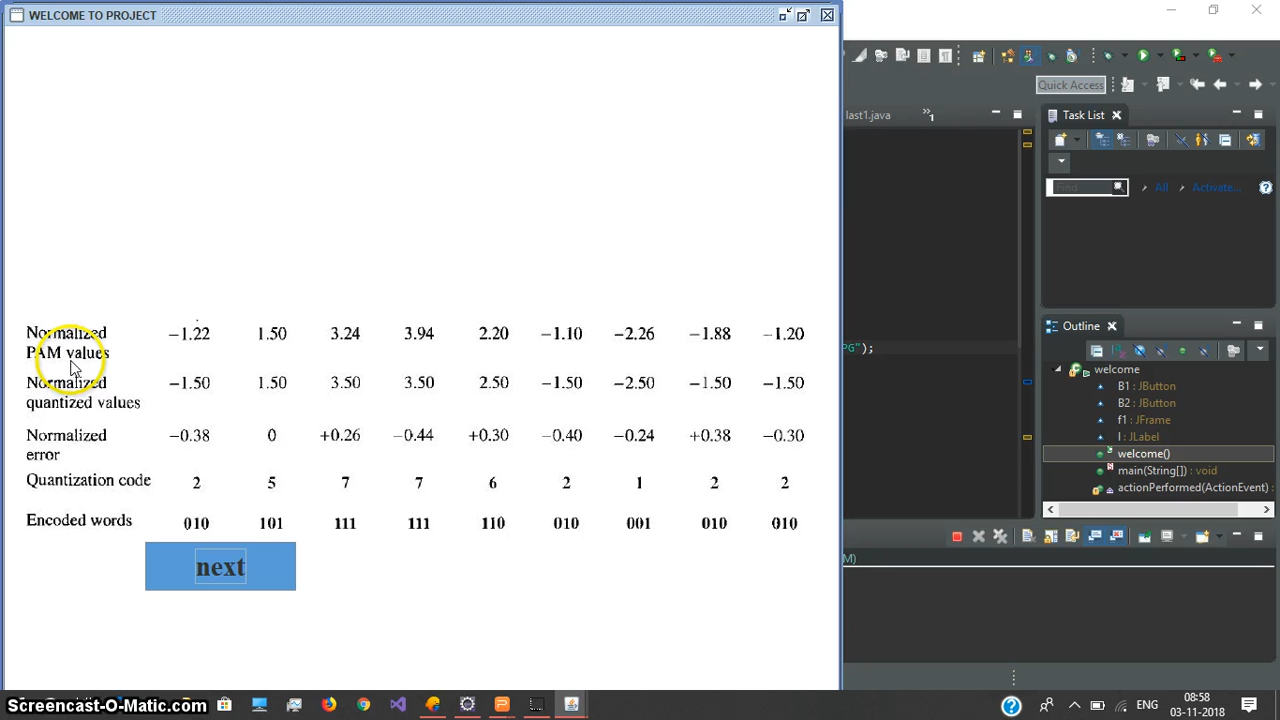 WELCOME TO PROJECT
Quick Access
last1.java
»1
Task List
Find
All
Activate...
Normalized
PAM values
−1.22 1.50 3.24 3.94 2.20 −1.10 −2.26 −1.88 −1.20
Normalized
quantized values
−1.50 1.50 3.50 3.50 2.50 −1.50 −2.50 −1.50 −1.50
Normalized
error
−0.38 0 +0.26 −0.44 +0.30 −0.40 −0.24 +0.38 −0.30
Quantization code 2 5 7 7 6 2 1 2 2
Encoded words 010 101 111 111 110 010 001 010 010
next
PG");
Outline
welcome
B1 : JButton
B2 : JButton
f1 : JFrame
l : JLabel
welcome()
main(String[]) : void
actionPerformed(ActionEvent) :
M)
Screencast-O-Matic.com
ENG
08:58
03-11-2018